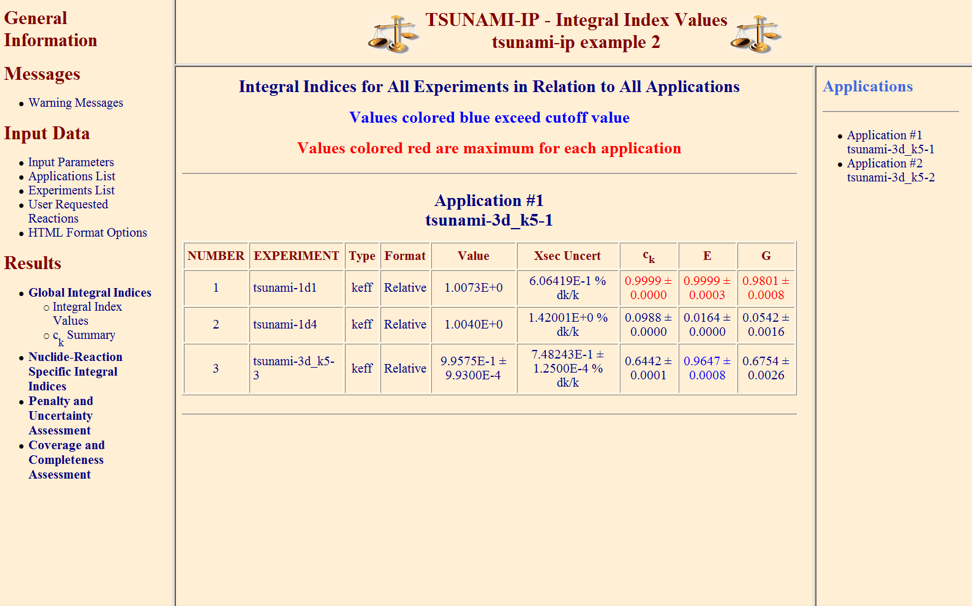 General
Information
Messages
Warning Messages
Input Data
Input Parameters
Applications List
Experiments List
User Requested
Reactions
HTML Format Options
Results
Global Integral Indices
Integral Index
Values
ck Summary
Nuclide-Reaction
Specific Integral
Indices
Penalty and
Uncertainty
Assessment
Coverage and
Completeness
Assessment
TSUNAMI-IP - Integral Index Values
tsunami-ip example 2
Integral Indices for All Experiments in Relation to All Applications
Values colored blue exceed cutoff value
Values colored red are maximum for each application
Application #1
tsunami-3d_k5-1
NUMBER EXPERIMENT Type Format Value Xsec Uncert ck E G
1 tsunami-1d1 keff Relative 1.0073E+0 6.06419E-1 % dk/k 0.9999 ± 0.0000 0.9999 ± 0.0003 0.9801 ± 0.0008
2 tsunami-1d4 keff Relative 1.0040E+0 1.42001E+0 % dk/k 0.0988 ± 0.0000 0.0164 ± 0.0000 0.0542 ± 0.0016
3 tsunami-3d_k5-3 keff Relative 9.9575E-1 ± 9.9300E-4 7.48243E-1 ± 1.2500E-4 % dk/k 0.6442 ± 0.0001 0.9647 ± 0.0008 0.6754 ± 0.0026
Applications
Application #1
tsunami-3d_k5-1
Application #2
tsunami-3d_k5-2